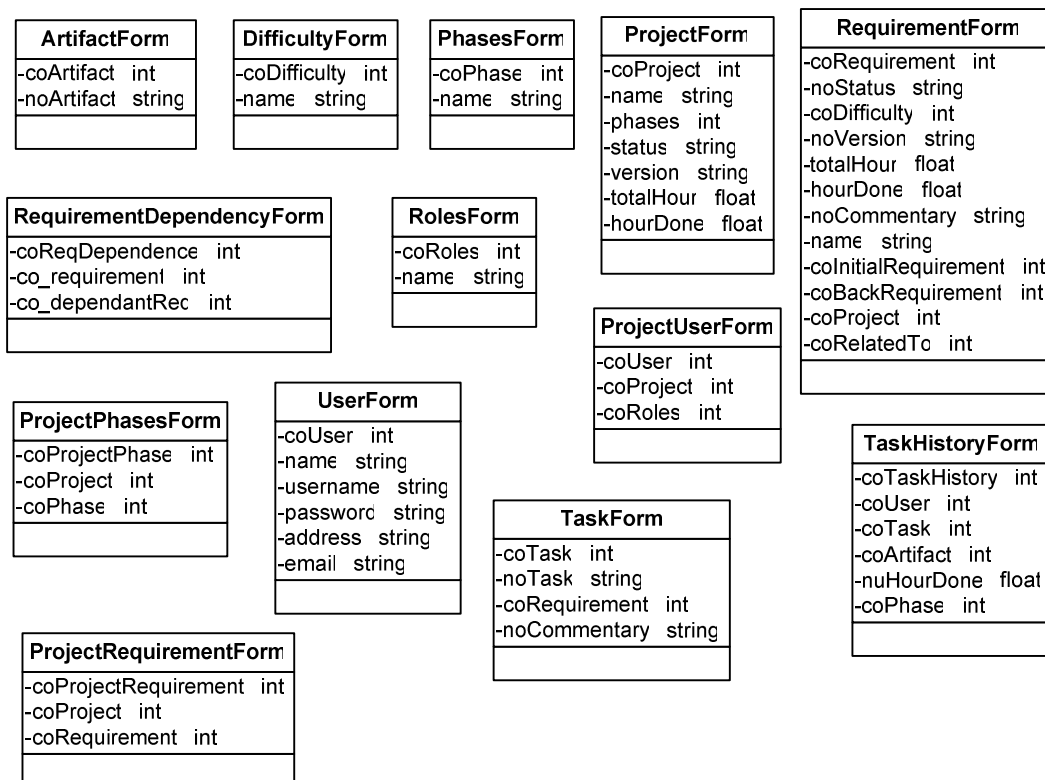 ArtifactForm
-coArtifact int
-noArtifact string
DifficultyForm
-coDifficulty int
-name string
PhasesForm
-coPhase int
-name string
ProjectForm
-coProject int
-name string
-phases int
-status string
-version string
-totalHour float
-hourDone float
RequirementForm
-coRequirement int
-noStatus string
-coDifficulty int
-noVersion string
-totalHour float
-hourDone float
-noCommentary string
-name string
-coInitialRequirement int
-coBackRequirement int
-coProject int
-coRelatedTo int
RequirementDependencyForm
-coReqDependence int
-co_requirement int
-co_dependantReq int
RolesForm
-coRoles int
-name string
ProjectUserForm
-coUser int
-coProject int
-coRoles int
ProjectPhasesForm
-coProjectPhase int
-coProject int
-coPhase int
UserForm
-coUser int
-name string
-username string
-password string
-address string
-email string
TaskForm
-coTask int
-noTask string
-coRequirement int
-noCommentary string
TaskHistoryForm
-coTaskHistory int
-coUser int
-coTask int
-coArtifact int
-nuHourDone float
-coPhase int
ProjectRequirementForm
-coProjectRequirement int
-coProject int
-coRequirement int